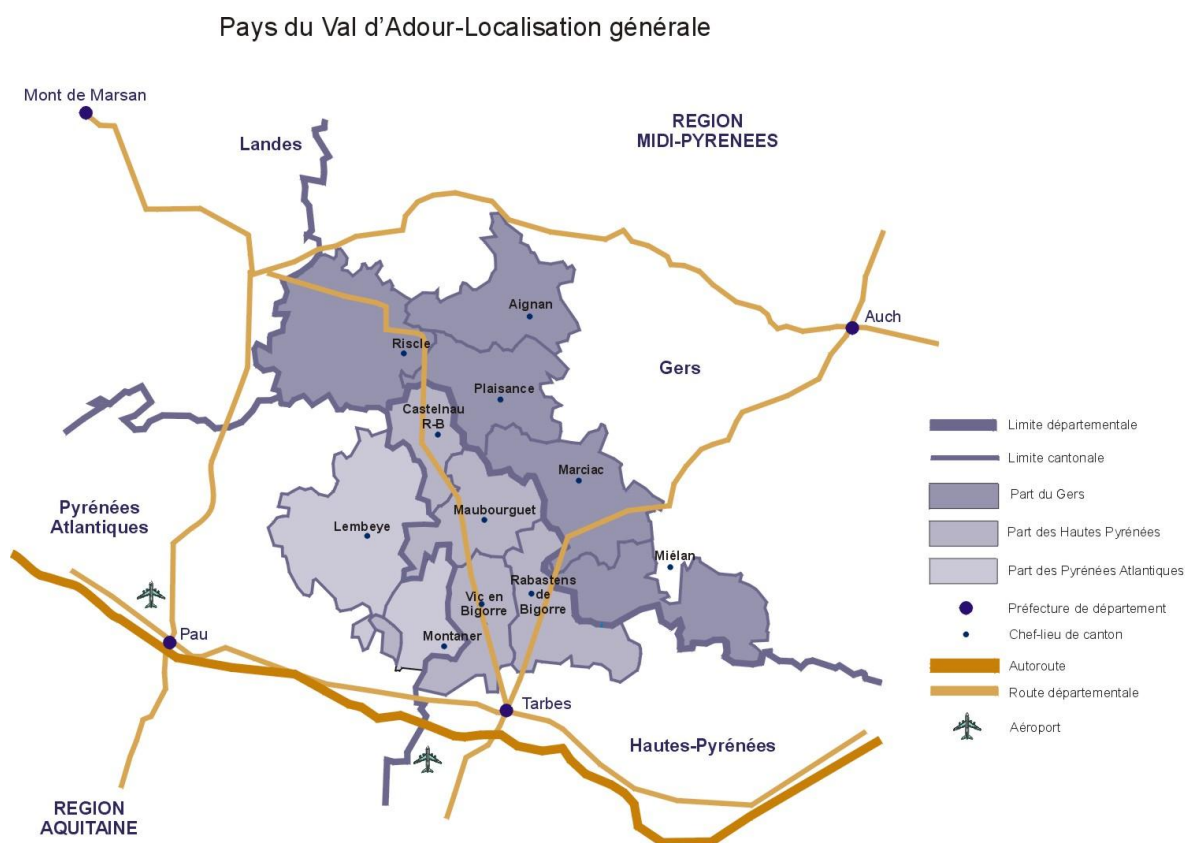 Pays du Val d'Adour-Localisation générale
Mont de Marsan
Landes
REGION
MIDI-PYRENEES
Aignan
Auch
Riscle
Gers
Plaisance
Castelnau
R-B
Marciac
Pyrénées
Atlantiques
Lembeye
Maubourguet
Miélan
Rabastens
de
Bigorre
Vic en
Bigorre
Montaner
Pau
Tarbes
Hautes-Pyrénées
REGION
AQUITAINE
Limite départementale
Limite cantonale
Part du Gers
Part des Hautes Pyrénées
Part des Pyrénées Atlantiques
Préfecture de département
Chef-lieu de canton
Autoroute
Route départementale
Aéroport